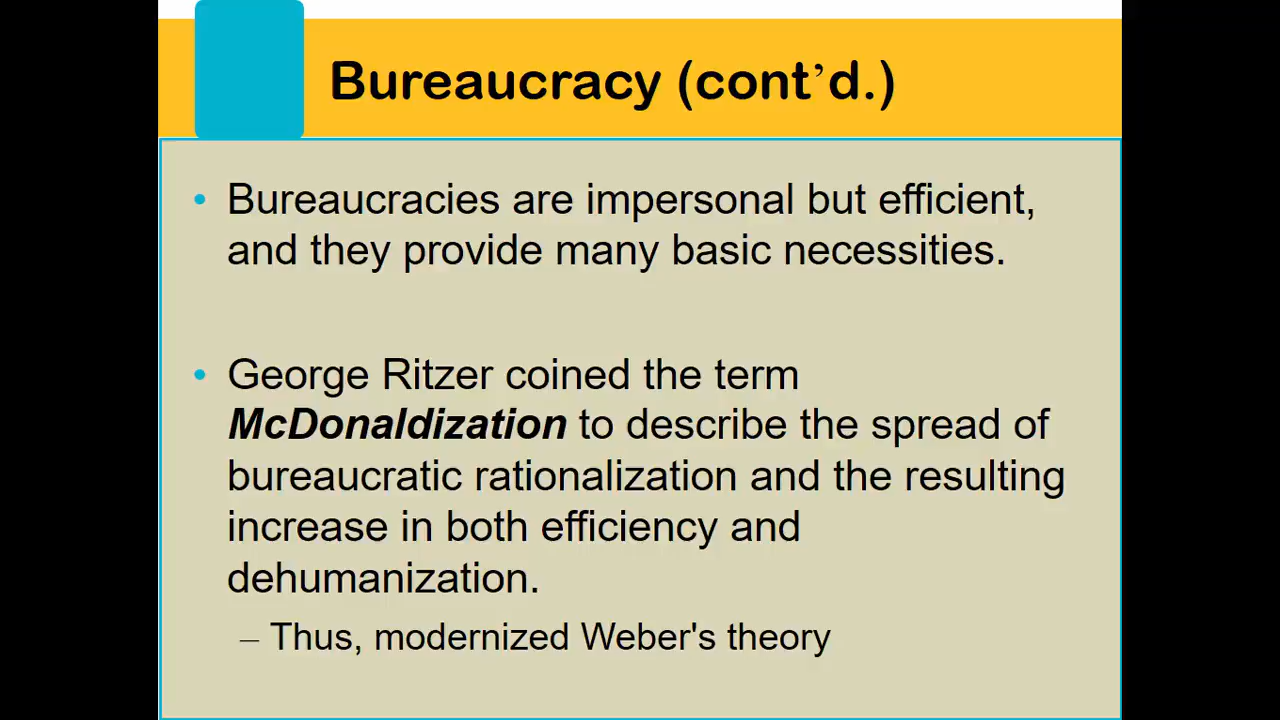 Bureaucracy (cont’d.)
• Bureaucracies are impersonal but efficient,
and they provide many basic necessities.
• George Ritzer coined the term
McDonaldization to describe the spread of
bureaucratic rationalization and the resulting
increase in both efficiency and
dehumanization.
– Thus, modernized Weber's theory